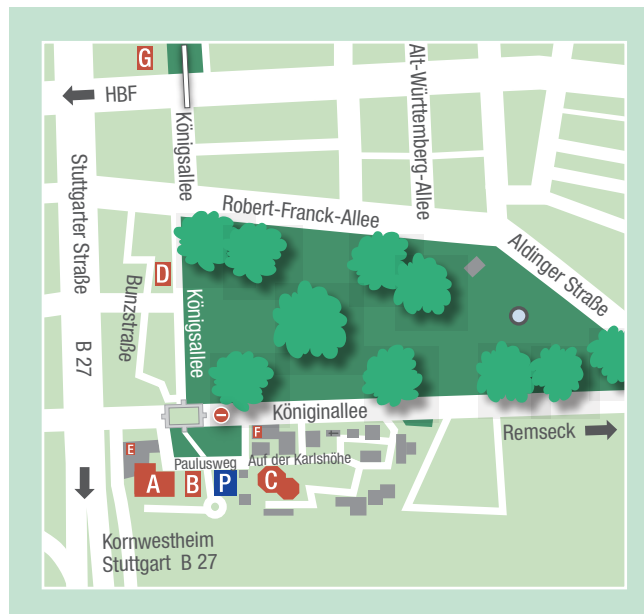 G
HBF
Königsallee
Alt-Württemberg-Allee
Stuttgarter Straße
B 27
Robert-Franck-Allee
Aldinger Straße
Bunzstraße
D
Königsallee
Königinallee
Remseck
E
F
Pauluseweg
Auf der Karlshöhe
A
B
P
C
Kornwestheim
Stuttgart B 27